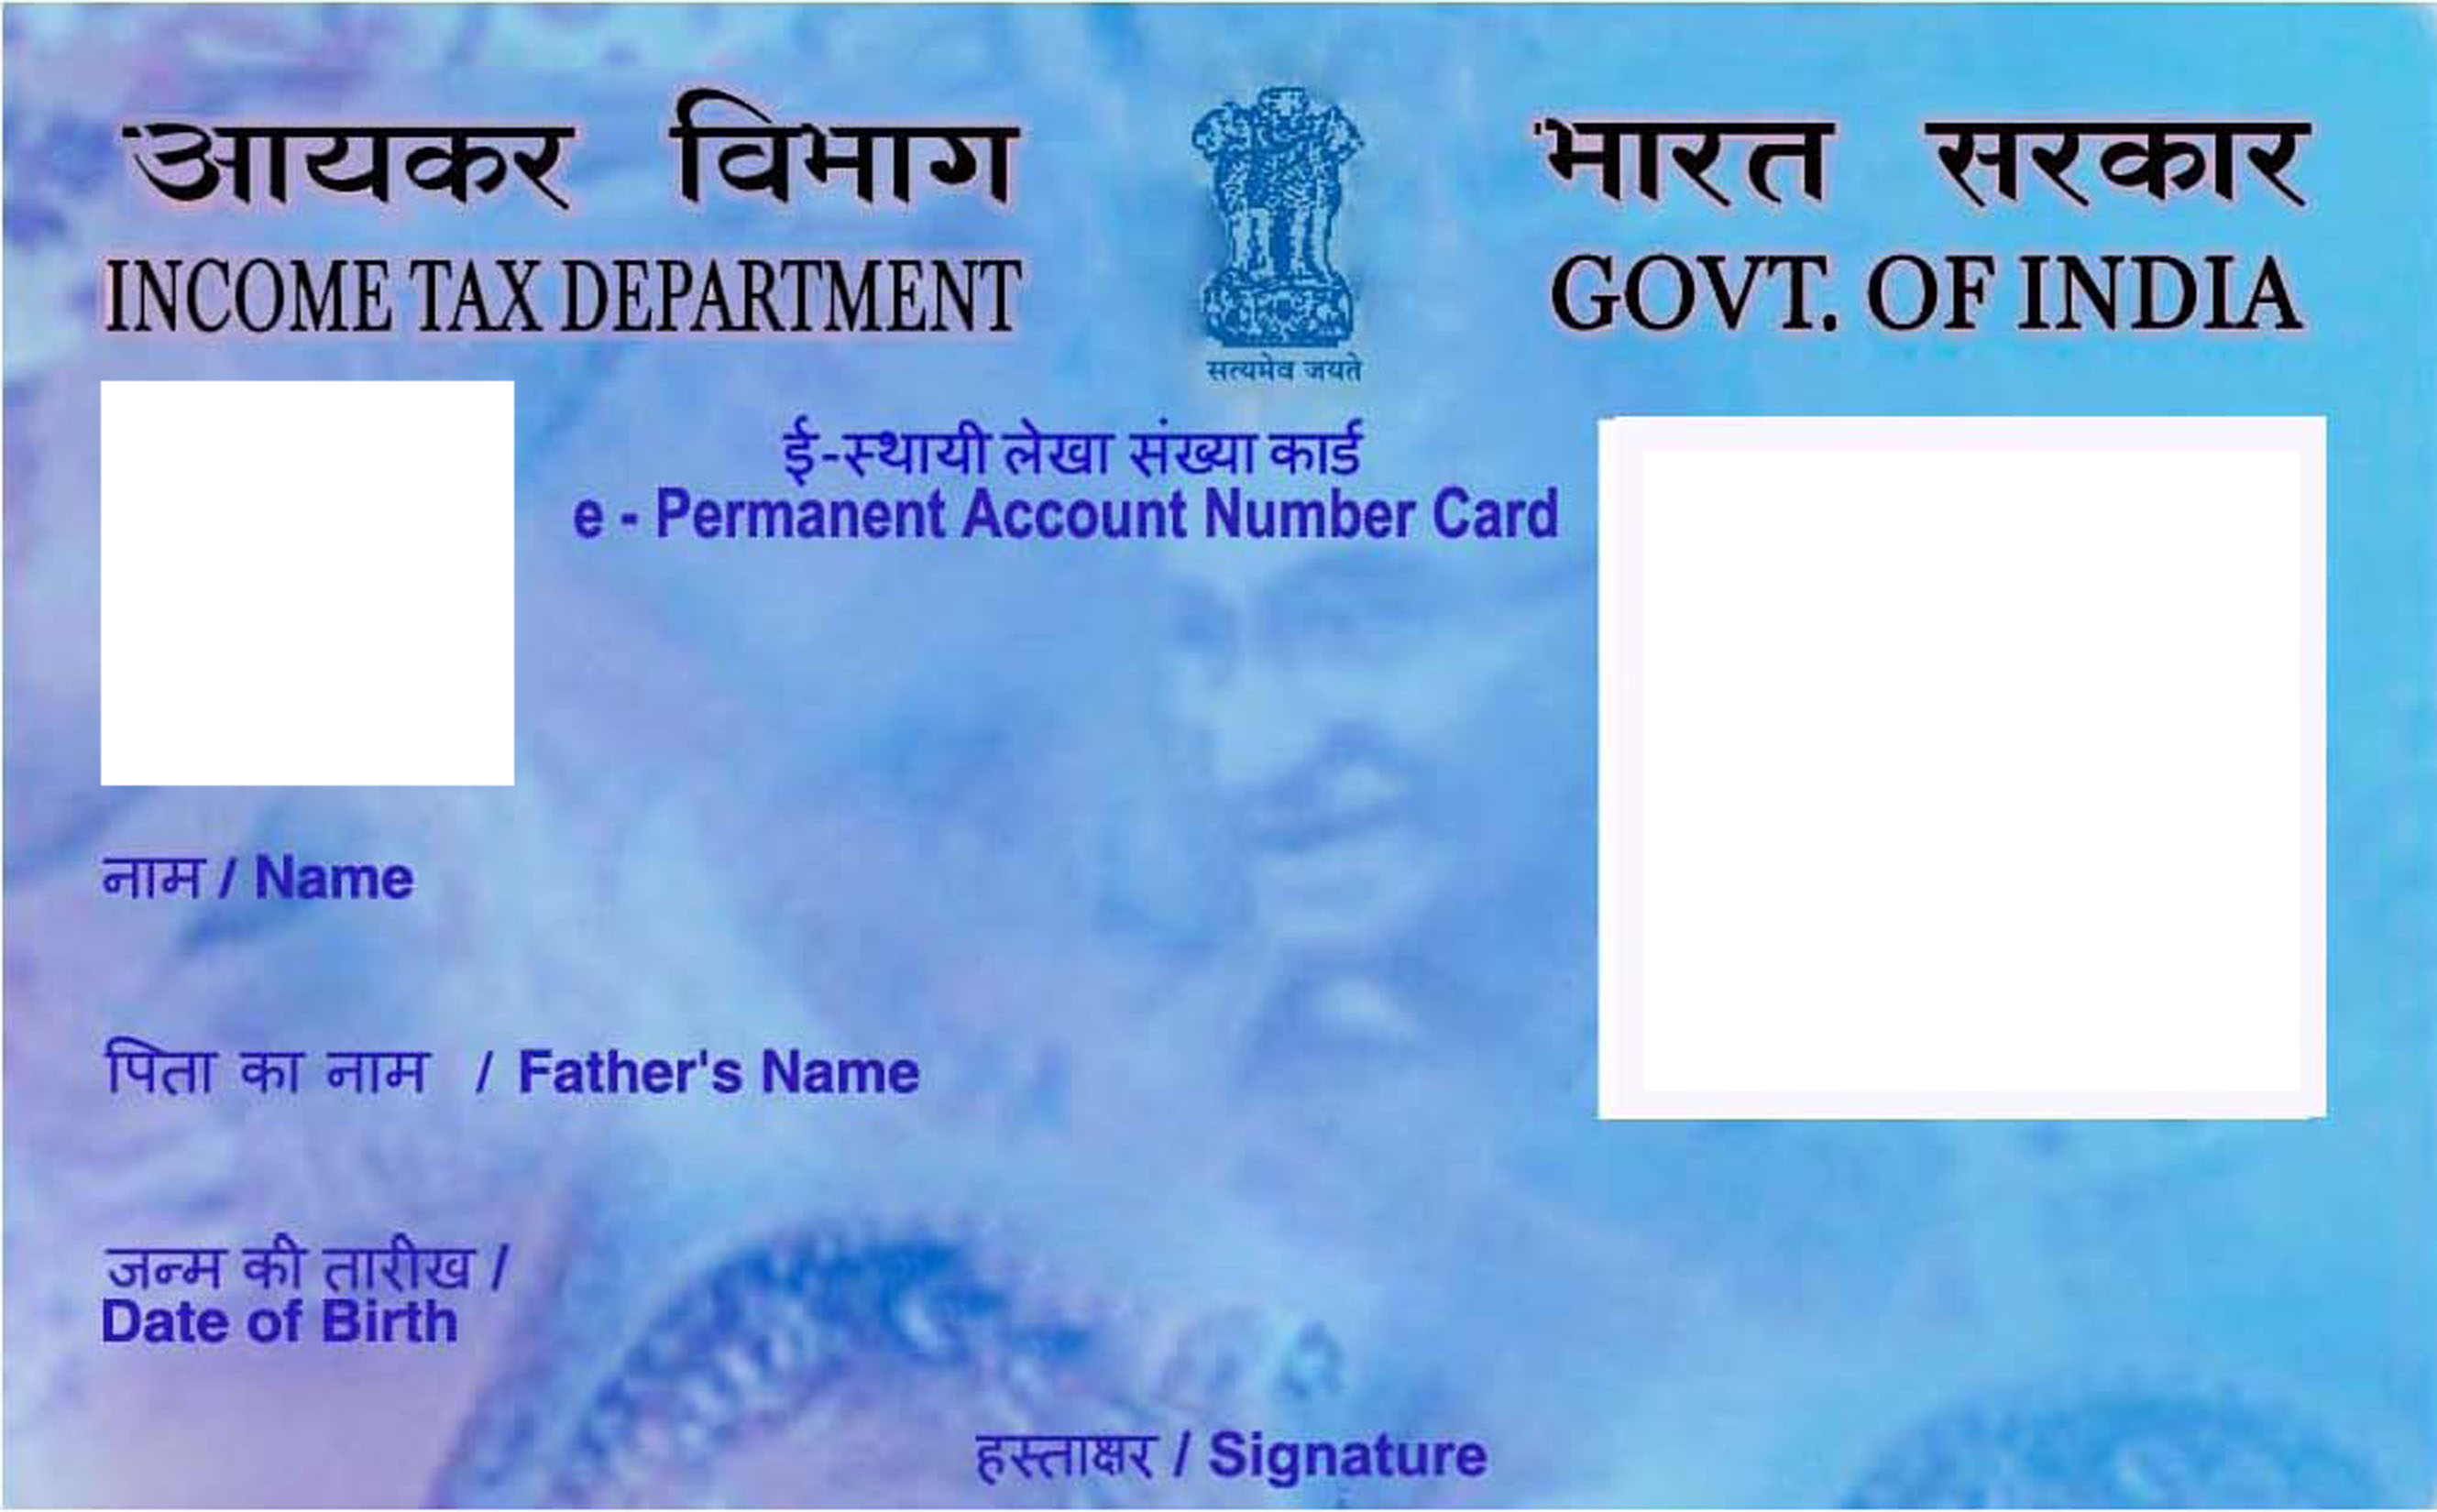 आयकर विभाग
INCOME TAX DEPARTMENT
सत्यमेव जयते
भारत सरकार
GOVT. OF INDIA
ई-स्थायी लेखा संख्या कार्ड
e - Permanent Account Number Card
नाम / Name
पिता का नाम / Father's Name
जन्म की तारीख /
Date of Birth
हस्ताक्षर / Signature